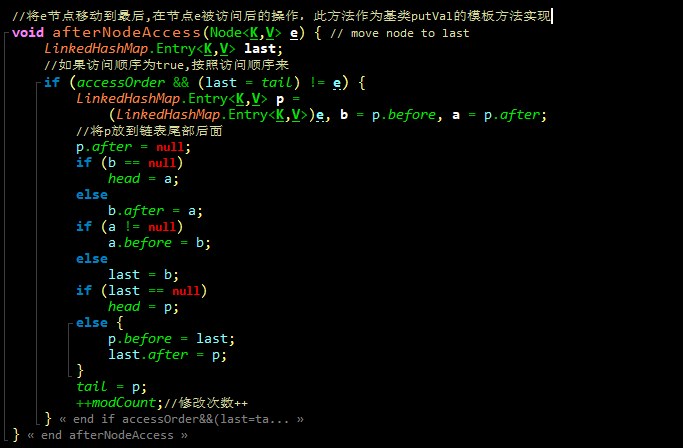 //将e节点移动到最后,在节点e被访问后的操作，此方法作为基类putVal的模板方法实现
void afterNodeAccess(Node<K,V> e) { // move node to last
LinkedHashMap.Entry<K,V> last;
//如果访问顺序为true,按照访问顺序来
if (accessOrder && (last = tail) != e) {
LinkedHashMap.Entry<K,V> p =
(LinkedHashMap.Entry<K,V>)e, b = p.before, a = p.after;
//将p放到链表尾部后面
p.after = null;
if (b == null)
head = a;
else
b.after = a;
if (a != null)
a.before = b;
else
last = b;
if (last == null)
head = p;
else {
p.before = last;
last.after = p;
}
tail = p;
++modCount;//修改次数++
} « end if accessOrder&&(last=ta... »
} « end afterNodeAccess »